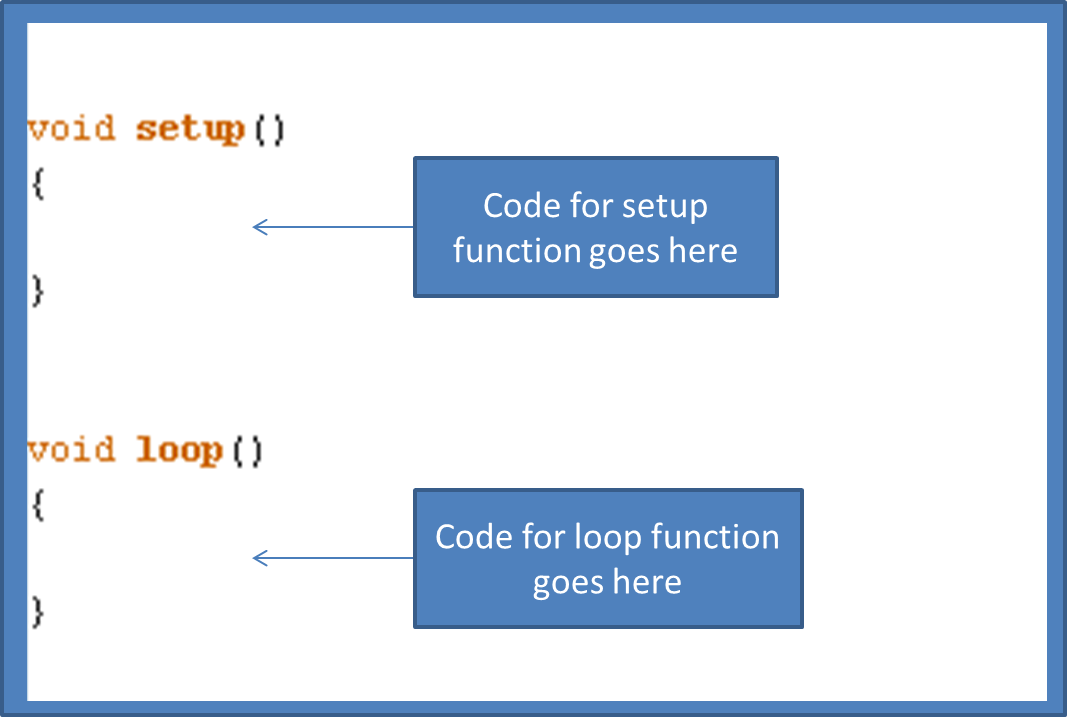 void setup()
{
Code for setup
function goes here
}
void loop()
{
Code for loop function
goes here
}